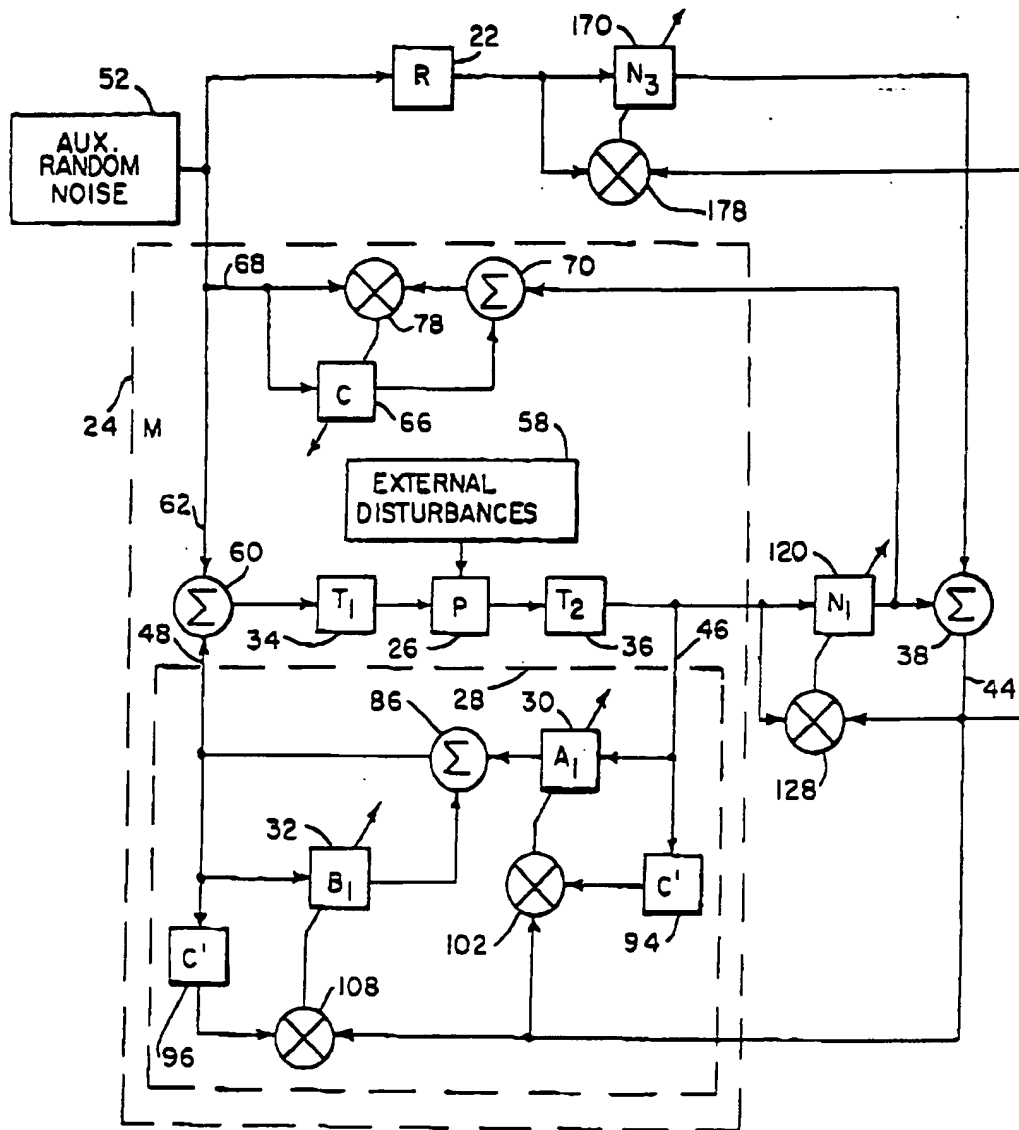 170
22
52
R
N3
AUX.
RANDOM
NOISE
178
68
Σ
70
78
C
24
M
66
58
EXTERNAL
DISTURBANCES
62
60
120
Σ
T1
P
T2
N1
Σ
34
26
36
46
38
48
28
44
86
30
Σ
A1
128
32
B1
C'
102
94
C'
108
96